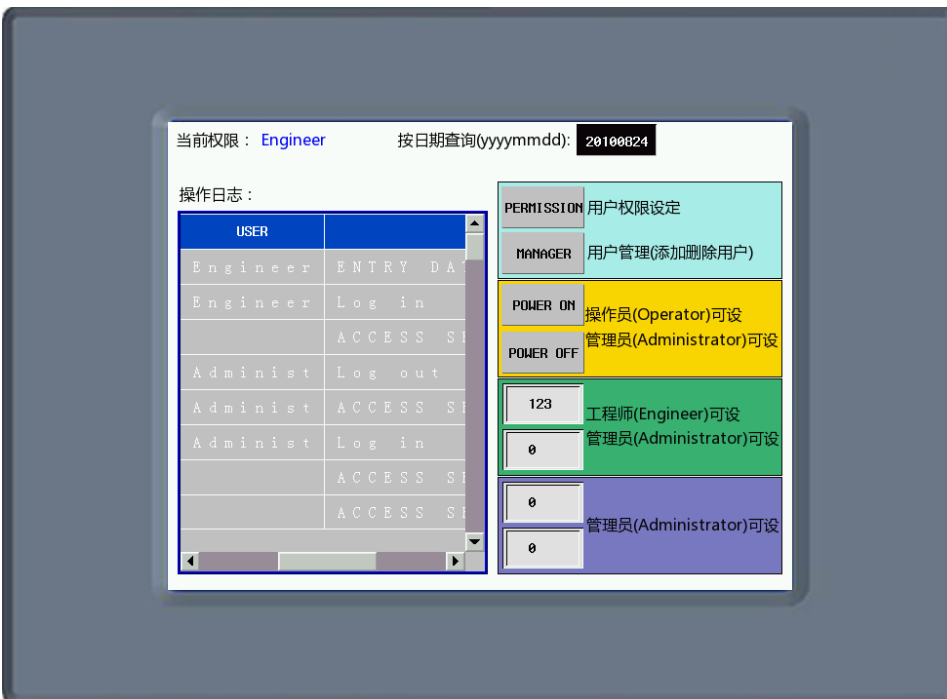 当前权限： Engineer
按日期查询(yyyymmdd): 20100824
操作日志：
USER
Engineer ENTRY DA
Engineer Log in
ACCESS
Administ Log out
Administ ACCESS
Administ Log in
ACCESS
ACCESS
PERMISSION 用户权限设定
MANAGER 用户管理(添加删除用户)
POWER ON
POWER OFF
操作员(Operator)可设
管理员(Administrator)可设
123
0
工程师(Engineer)可设
管理员(Administrator)可设
0
0
管理员(Administrator)可设